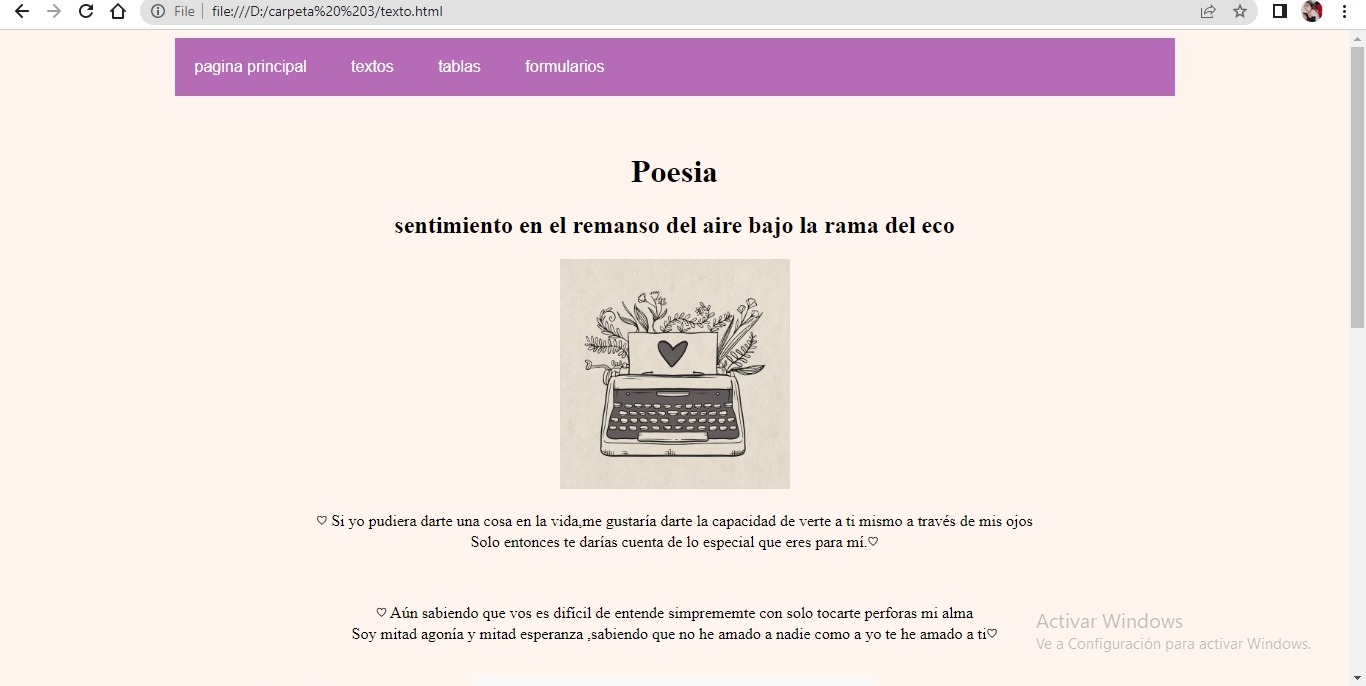 File | file:///D:/carpeta%20%203/texto.html
pagina principal textos tablas formularios
Poesia
sentimiento en el remanso del aire bajo la rama del eco
♡ Si yo pudiera darte una cosa en la vida,me gustaría darte la capacidad de verte a ti mismo a través de mis ojos
Solo entonces te darías cuenta de lo especial que eres para mí.♡
♡ Aún sabiendo que vos es difícil de entende simprememte con solo tocarte perforas mi alma
Soy mitad agonía y mitad esperanza ,sabiendo que no he amado a nadie como a yo te he amado a ti♡
Activar Windows
Ve a Configuración para activar Windows.